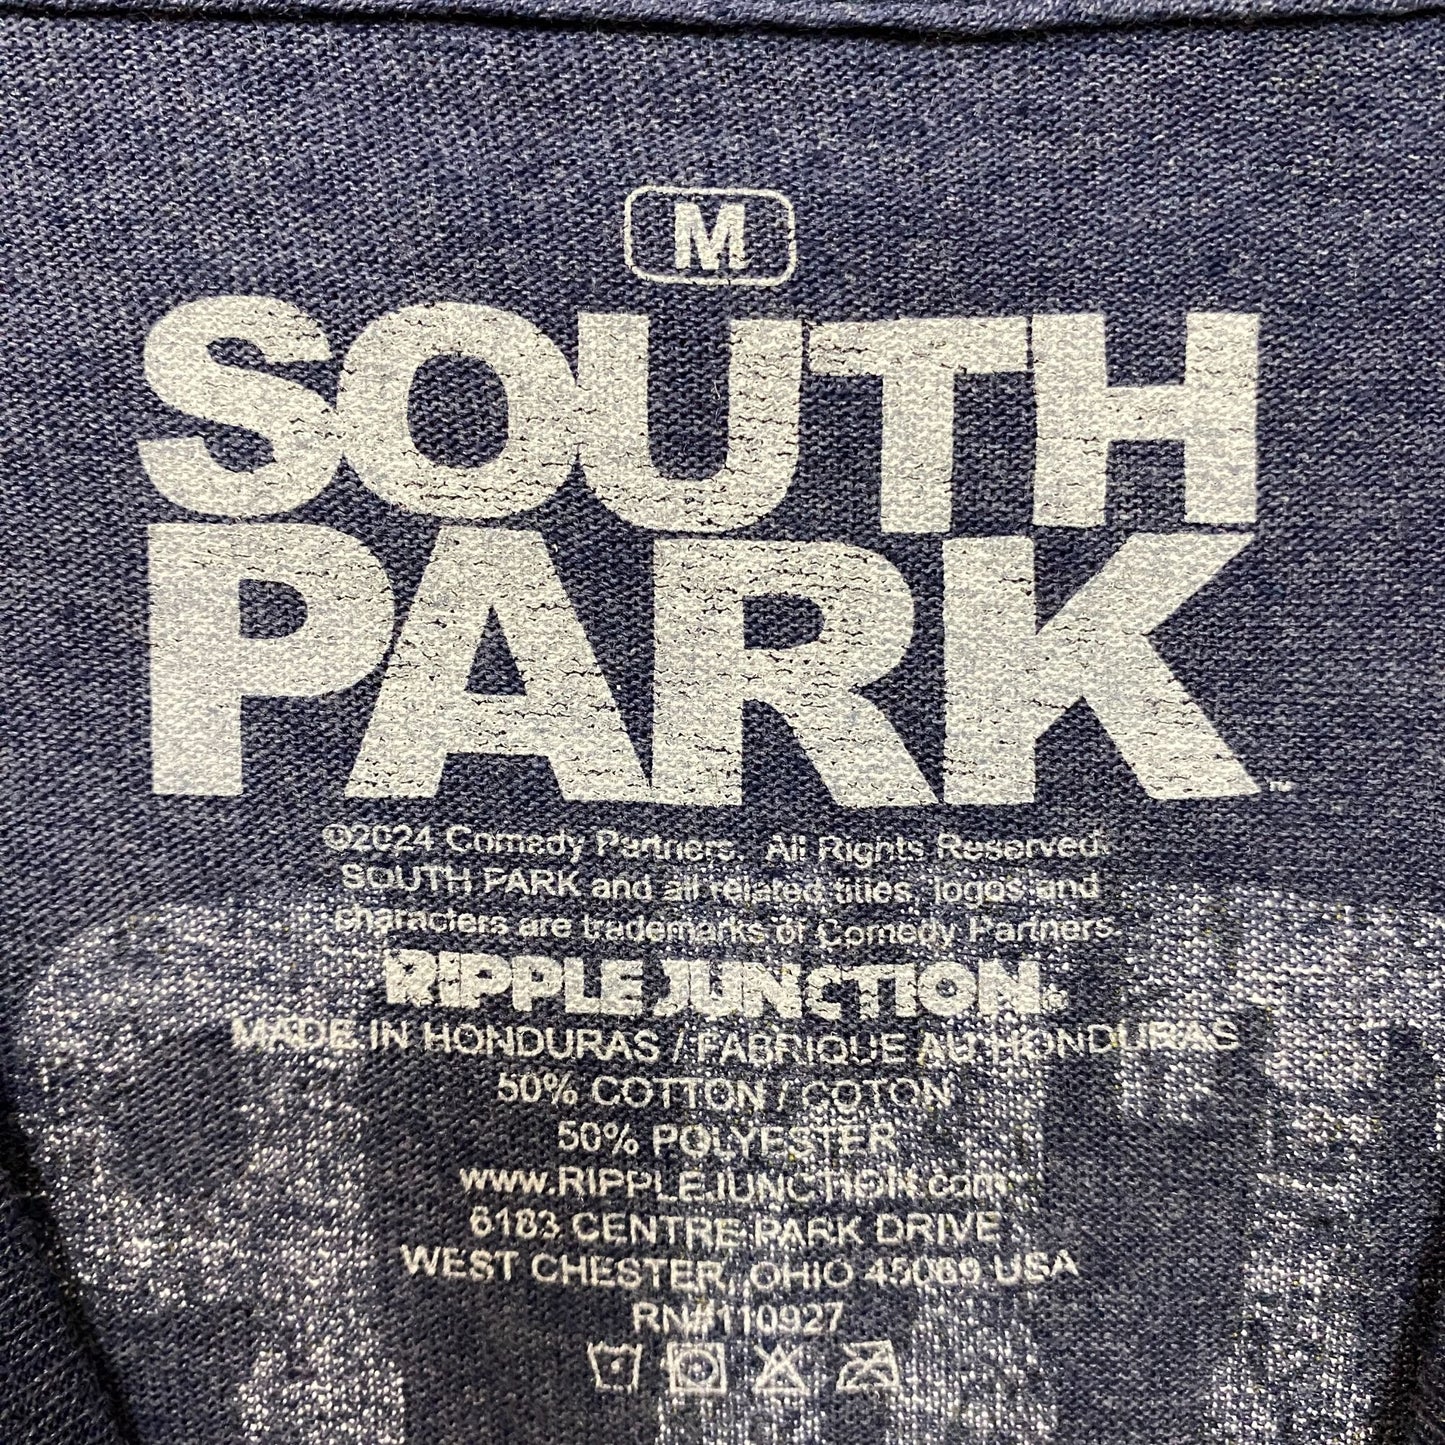 M
SOUTH
PARK™
©2024 Comedy Partners. All Rights Reserved.
SOUTH PARK and all related titles, logos and
characters are trademarks of Comedy Partners.
RIPPLE JUNCTION®
MADE IN HONDURAS / FABRIQUE AU HONDURAS
50% COTTON / COTON
50% POLYESTER
www.RIPPLEJUNCTION.com
6183 CENTRE PARK DRIVE
WEST CHESTER, OHIO 45069 USA
RN#110927